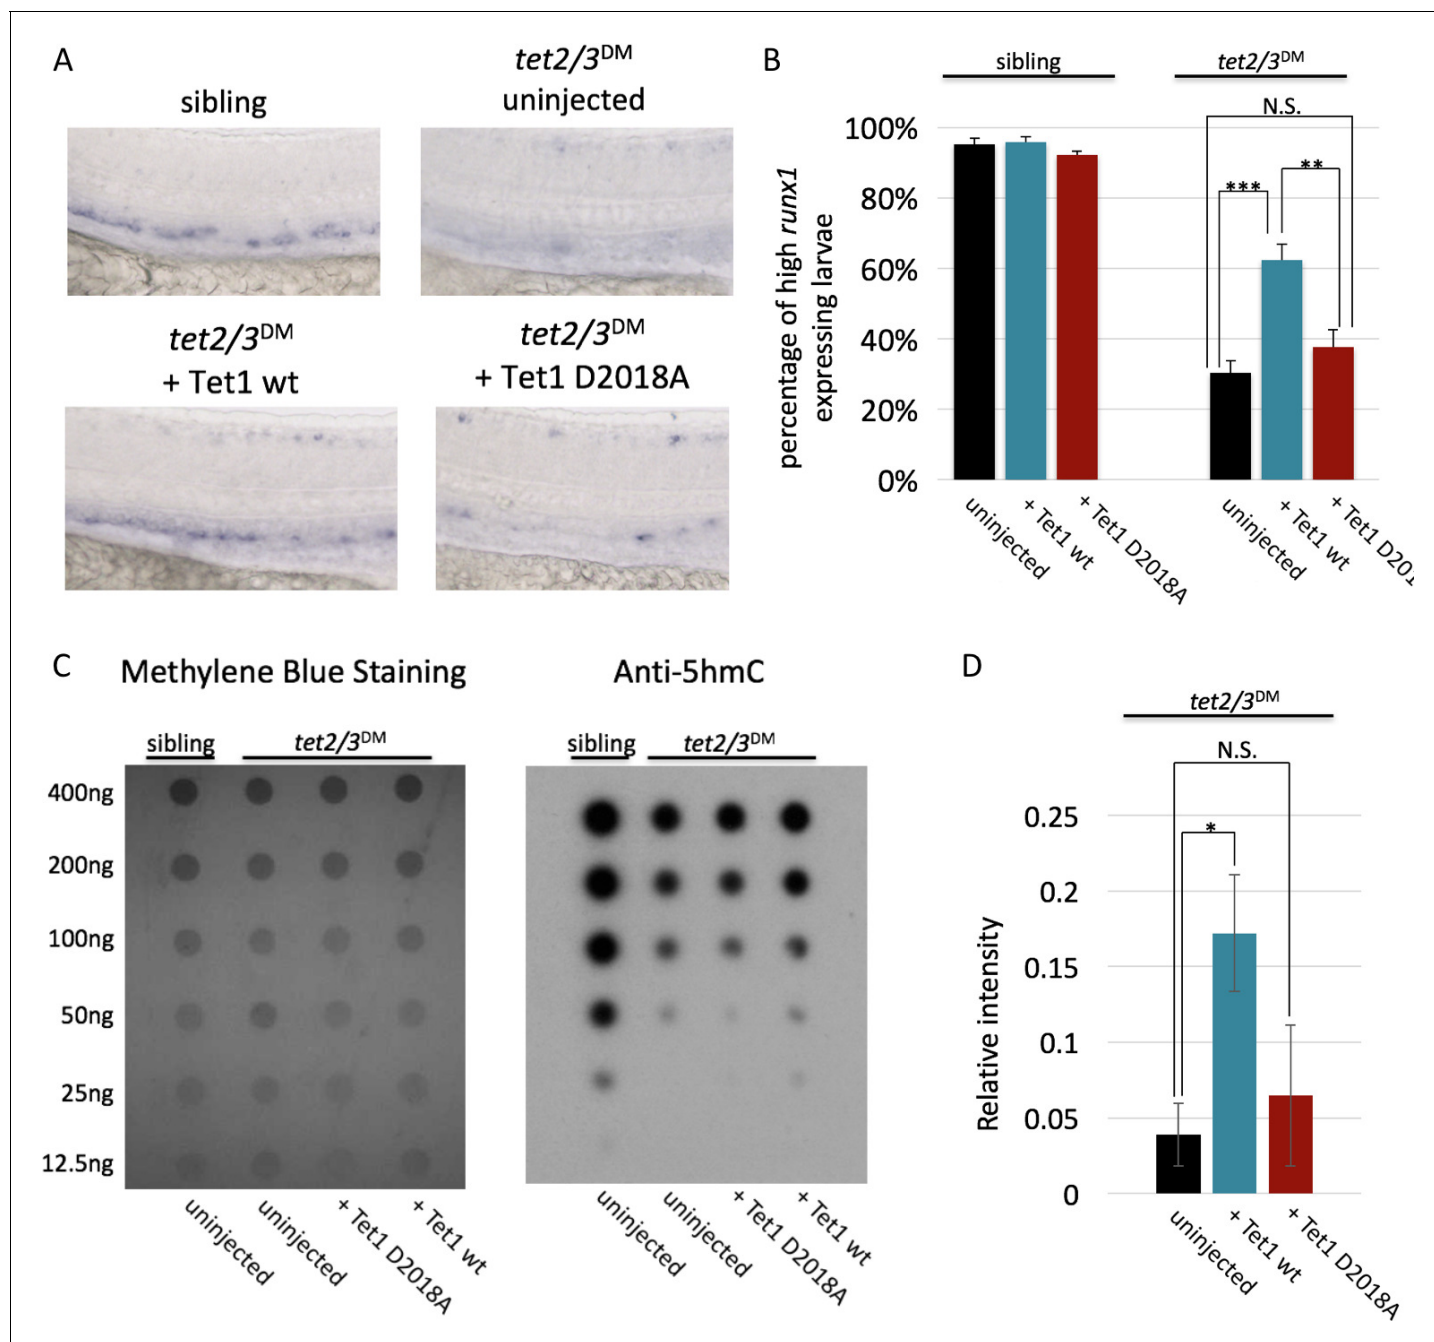 A
sibling
tet2/3DM
uninjected
tet2/3DM
+ Tet1 wt
tet2/3DM
+ Tet1 D2018A
B
sibling
tet2/3DM
N.S.
***
**
percentage of high runx1
expressing larvae
100%
80%
60%
40%
20%
0%
uninjected
+ Tet1 wt
+ Tet1 D2018A
uninjected
+ Tet1 wt
+ Tet1 D201
C
Methylene Blue Staining
Anti-5hmC
sibling
tet2/3DM
sibling
tet2/3DM
400ng
200ng
100ng
50ng
25ng
12.5ng
uninjected
uninjected
+ Tet1 D2018A
+ Tet1 wt
uninjected
uninjected
+ Tet1 D2018A
+ Tet1 wt
D
tet2/3DM
N.S.
*
Relative intensity
0.25
0.2
0.15
0.1
0.05
0
uninjected
+ Tet1 wt
+ Tet1 D2018A